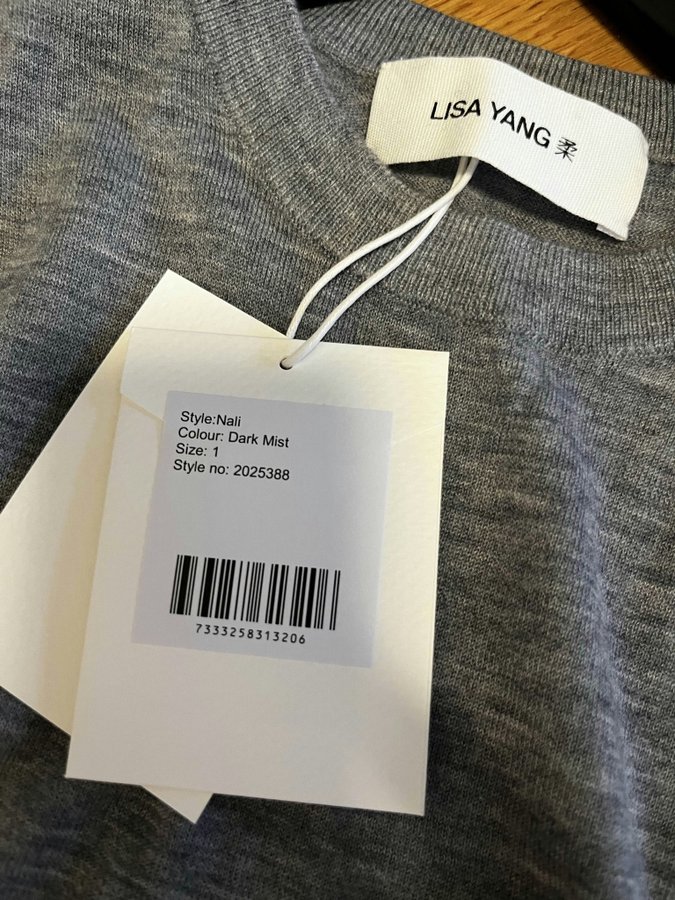 LISA YANG 柔
Style:Nali
Colour: Dark Mist
Size: 1
Style no: 2025388
7333258313206